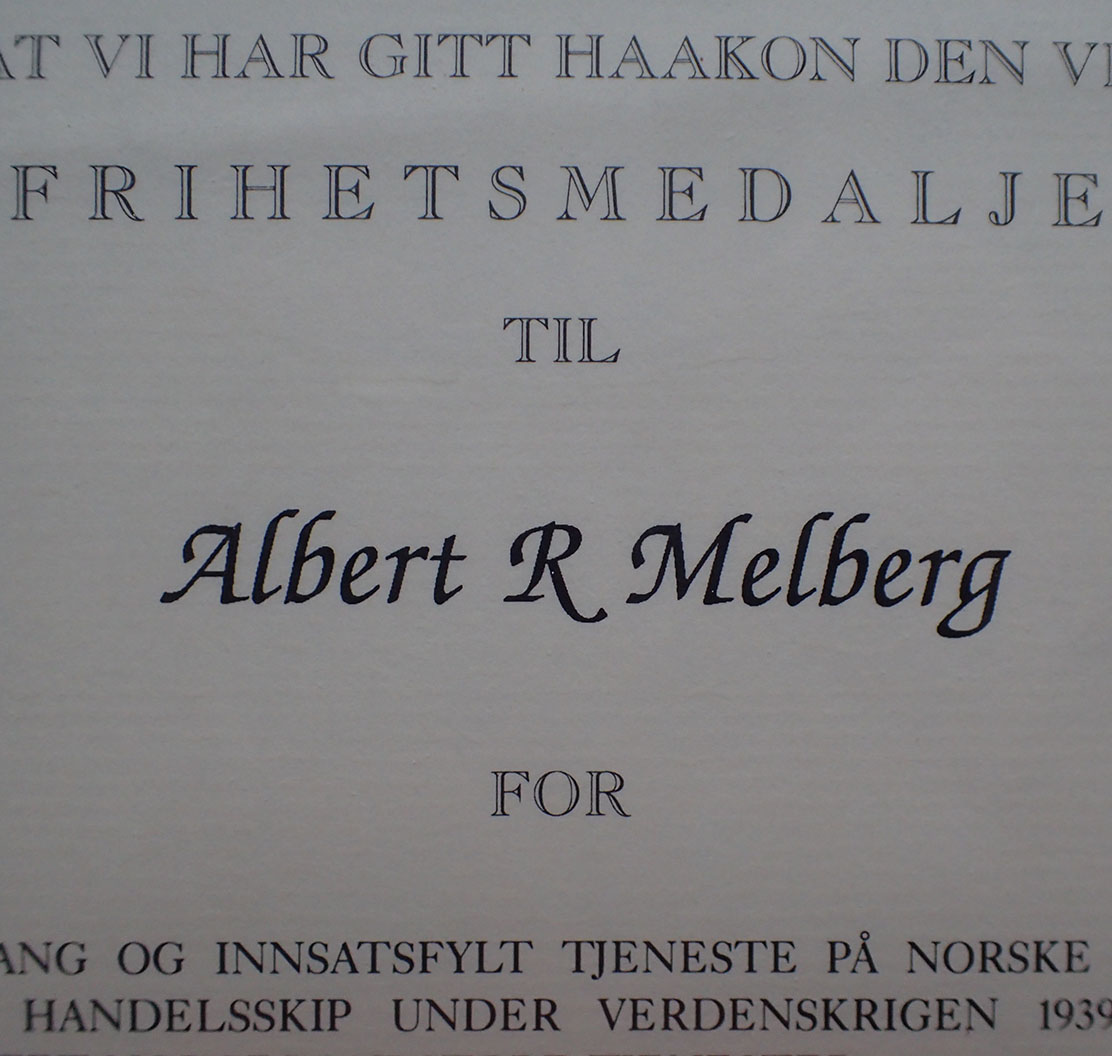 AT VI HAR GITT HAAKON DEN VI
FRIHETSMEDALJE
TIL
Albert R Melberg
FOR
ANG OG INNSATSFYLT TJENESTE PÅ NORSKE
HANDELSSKIP UNDER VERDENSKRIGEN 1939